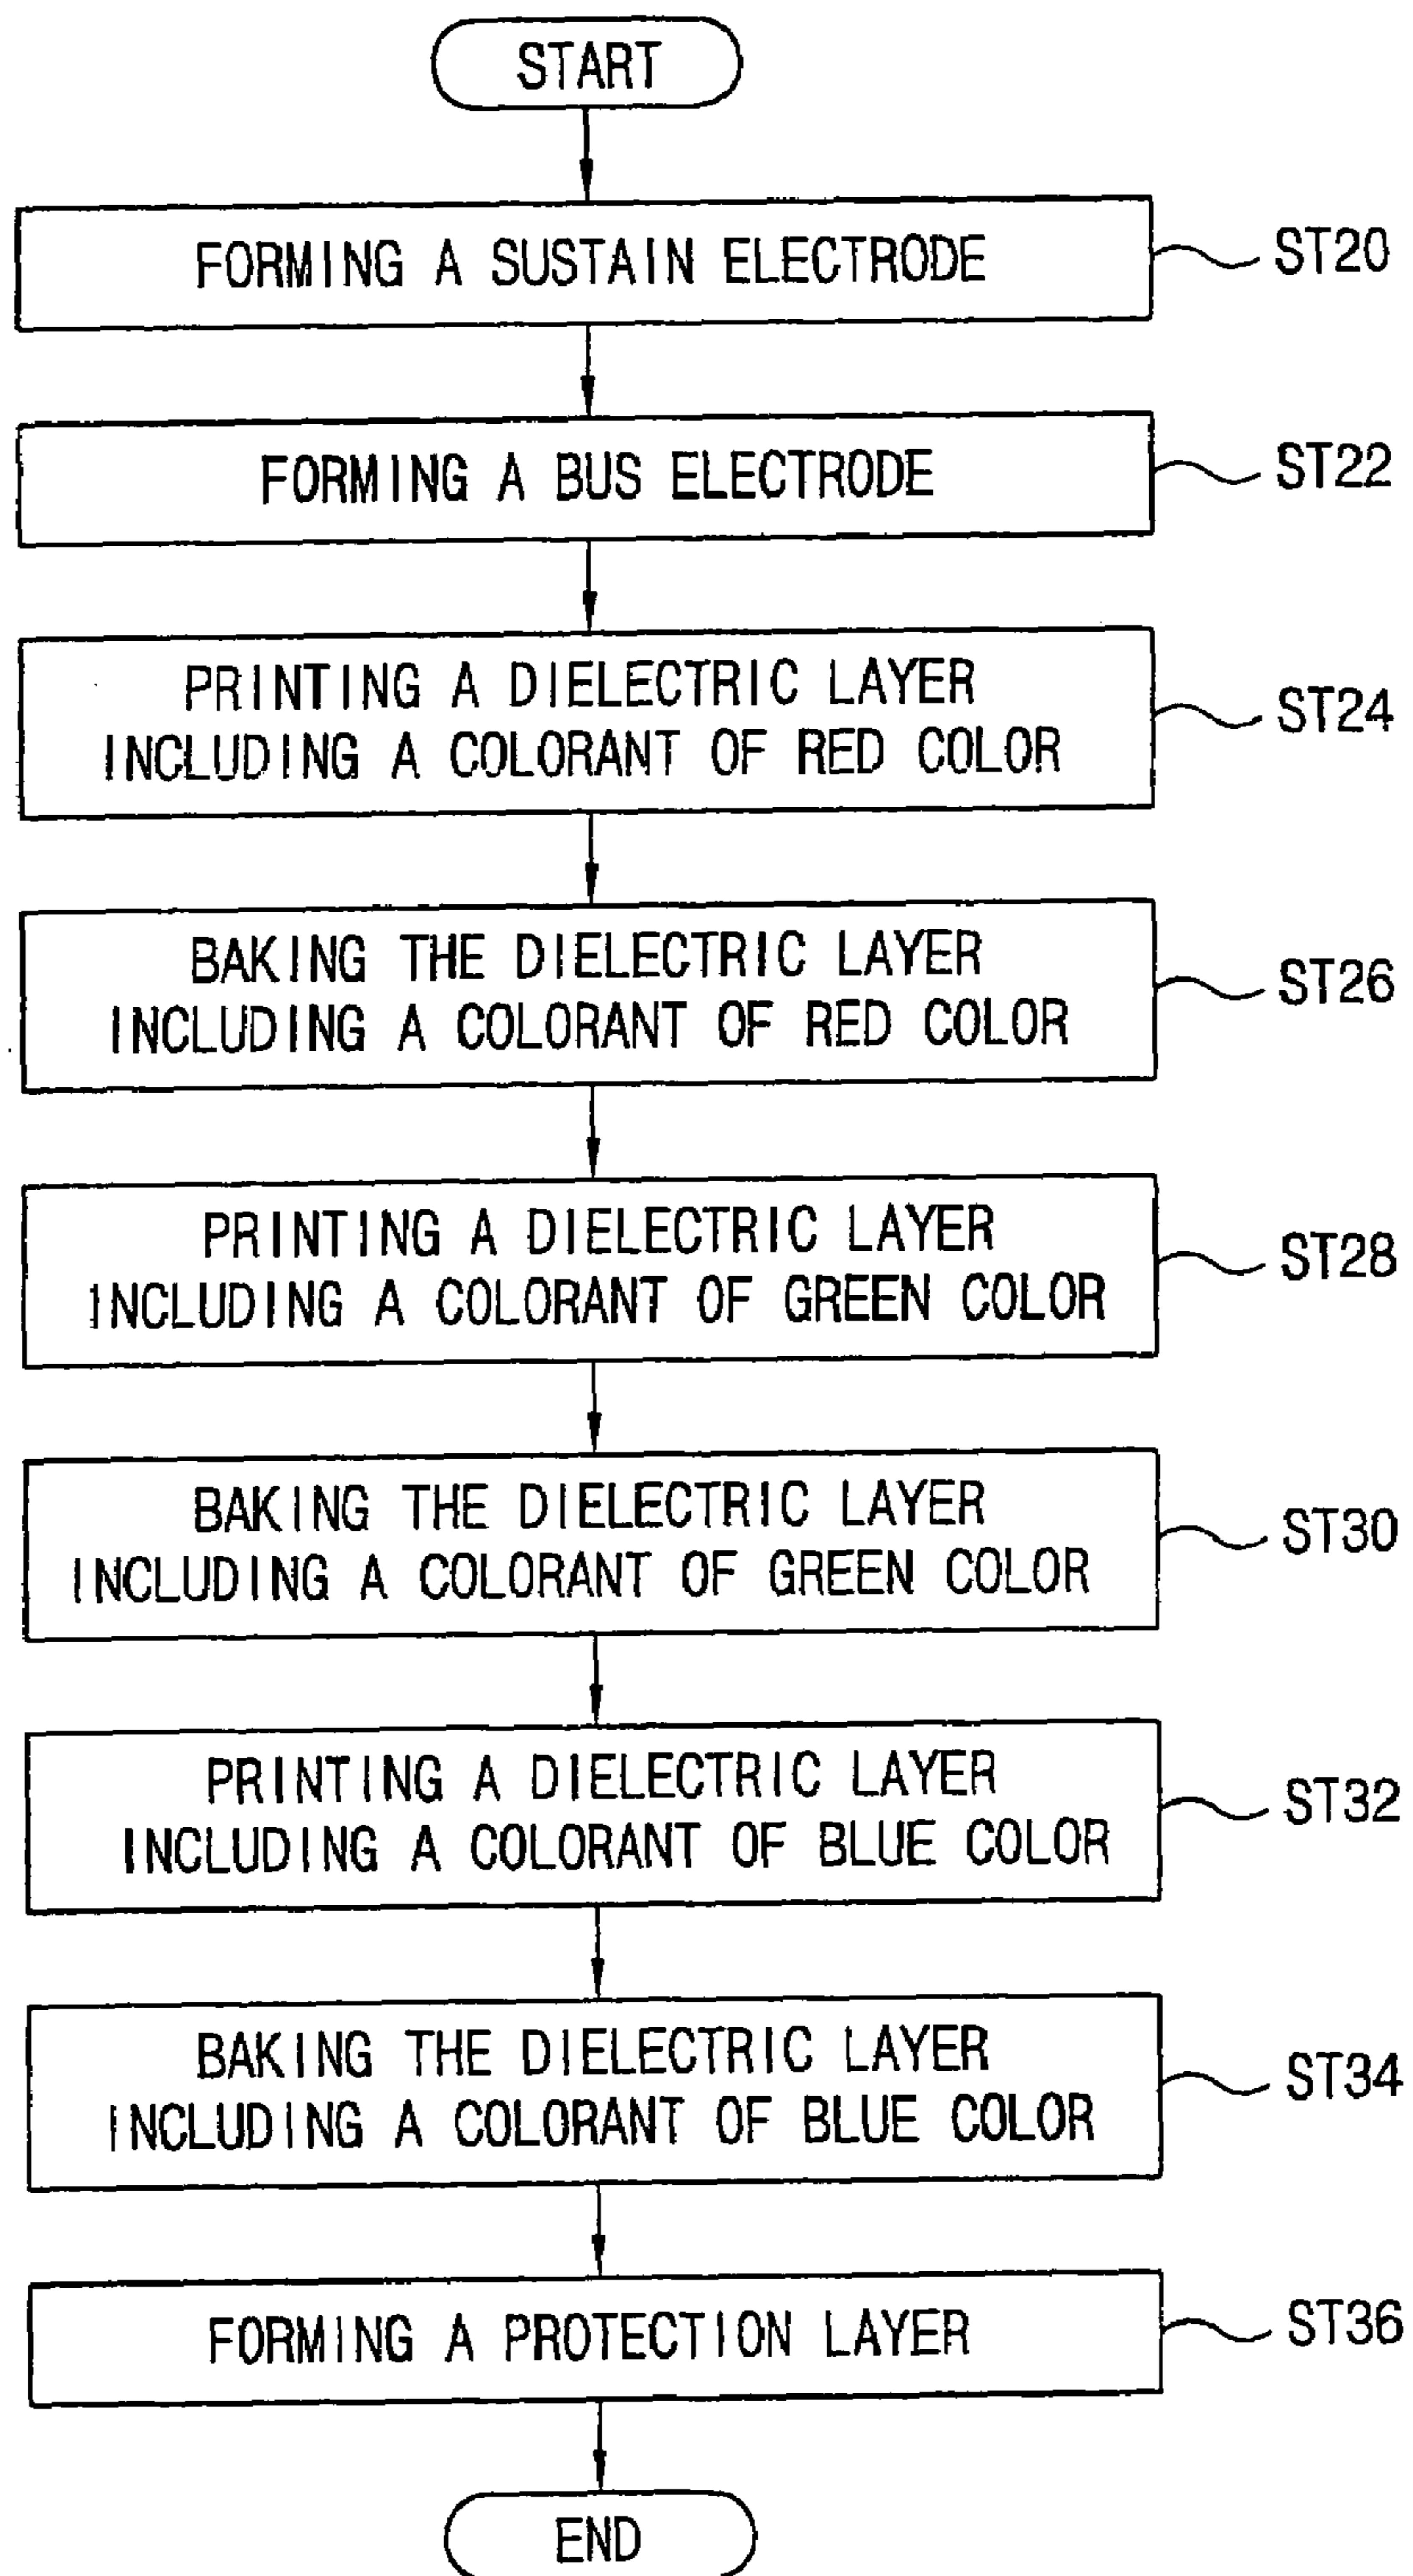 START
FORMING A SUSTAIN ELECTRODE
ST20
FORMING A BUS ELECTRODE
ST22
PRINTING A DIELECTRIC LAYER
INCLUDING A COLORANT OF RED COLOR
ST24
BAKING THE DIELECTRIC LAYER
INCLUDING A COLORANT OF RED COLOR
ST26
PRINTING A DIELECTRIC LAYER
INCLUDING A COLORANT OF GREEN COLOR
ST28
BAKING THE DIELECTRIC LAYER
INCLUDING A COLORANT OF GREEN COLOR
ST30
PRINTING A DIELECTRIC LAYER
INCLUDING A COLORANT OF BLUE COLOR
ST32
BAKING THE DIELECTRIC LAYER
INCLUDING A COLORANT OF BLUE COLOR
ST34
FORMING A PROTECTION LAYER
ST36
END